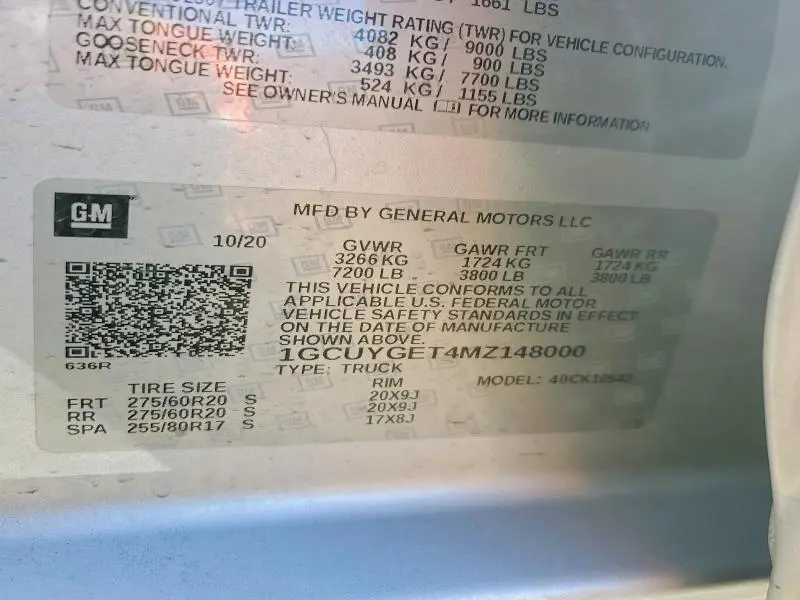 1661 LBS
TRAILER WEIGHT RATING (TWR) FOR VEHICLE CONFIGURATION.
CONVENTIONAL TWR: 4082 KG/ 9000 LBS
MAX TONGUE WEIGHT: 408 KG/ 900 LBS
GOOSENECK TWR: 3493 KG/ 7700 LBS
MAX TONGUE WEIGHT: 524 KG/ 1155 LBS
SEE OWNER'S MANUAL FOR MORE INFORMATION
GM
MFD BY GENERAL MOTORS LLC
10/20 GVWR GAWR FRT GAWR RR
3266 KG 1724 KG 1724 KG
7200 LB 3800 LB 3800 LB
THIS VEHICLE CONFORMS TO ALL
APPLICABLE U.S. FEDERAL MOTOR
VEHICLE SAFETY STANDARDS IN EFFECT
ON THE DATE OF MANUFACTURE
SHOWN ABOVE.
1GCUYGET4MZ148000
636R
TYPE: TRUCK MODEL:
TIRE SIZE RIM
FRT 275/60R20 S 20X9J
RR 275/60R20 S 20X9J
SPA 255/80R17 S 17X8J